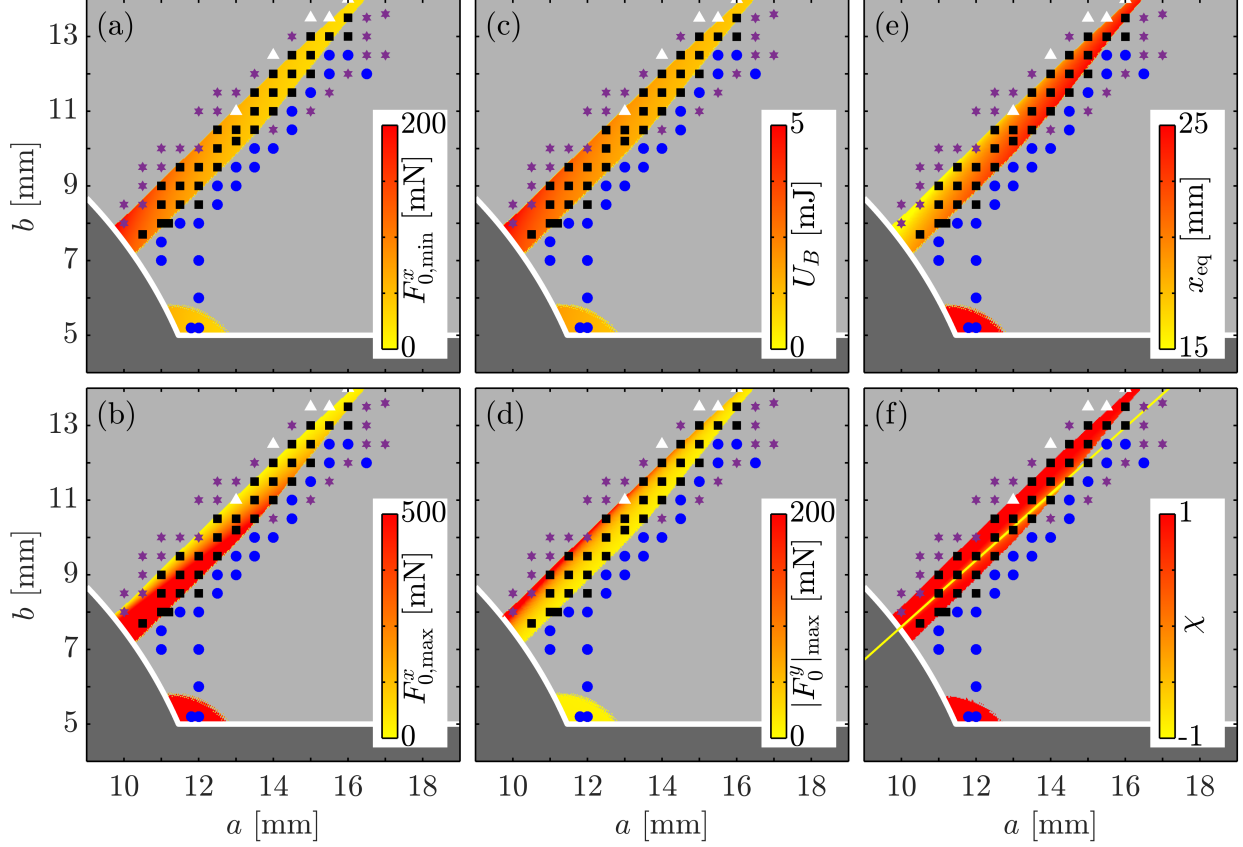 (a)
(c)
(e)
13
11
9
7
5
b [mm]
200
F^x_{0,min} [mN]
0
5
U_B [mJ]
0
25
x_eq [mm]
15
(b)
(d)
(f)
13
11
9
7
5
b [mm]
500
F^x_{0,max} [mN]
0
200
|F^y_0|_max [mN]
0
1
χ
-1
10 12 14 16 18
10 12 14 16 18
10 12 14 16 18
a [mm]
a [mm]
a [mm]